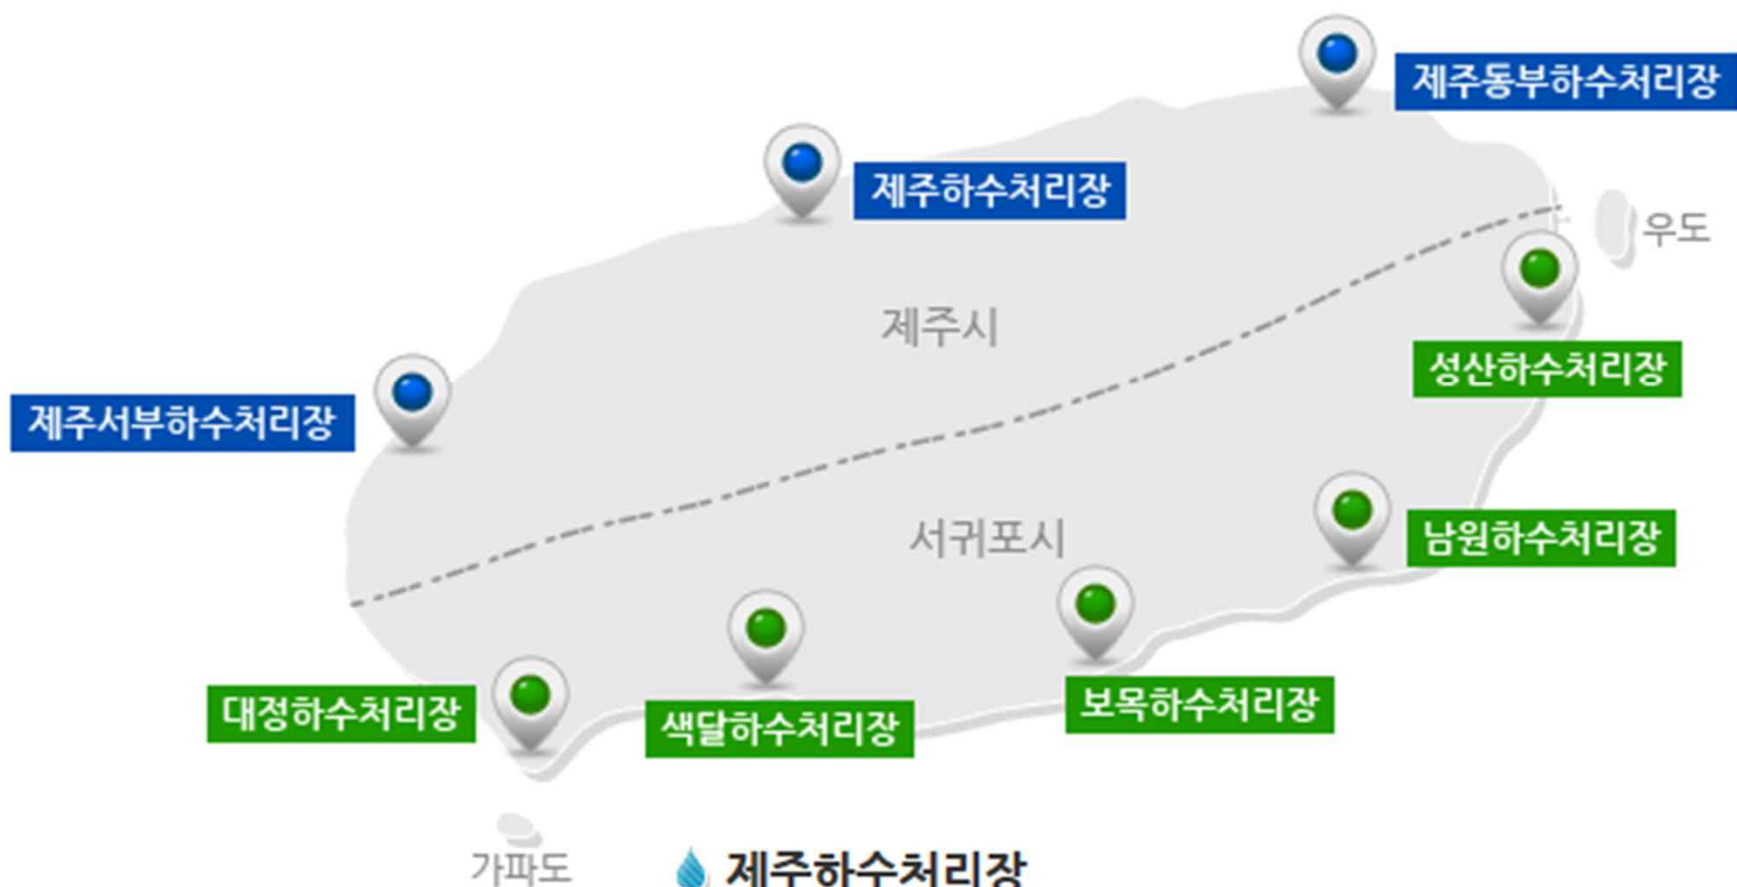 제주동부하수처리장
제주하수처리장
우도
제주시
성산하수처리장
제주서부하수처리장
남원하수처리장
서귀포시
보목하수처리장
대정하수처리장
색달하수처리장
가파도
제주하수처리장